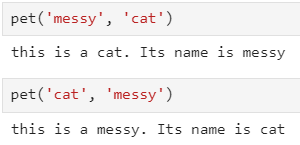 pet('messy', 'cat')
this is a cat. Its name is messy
pet('cat', 'messy')
this is a messy. Its name is cat